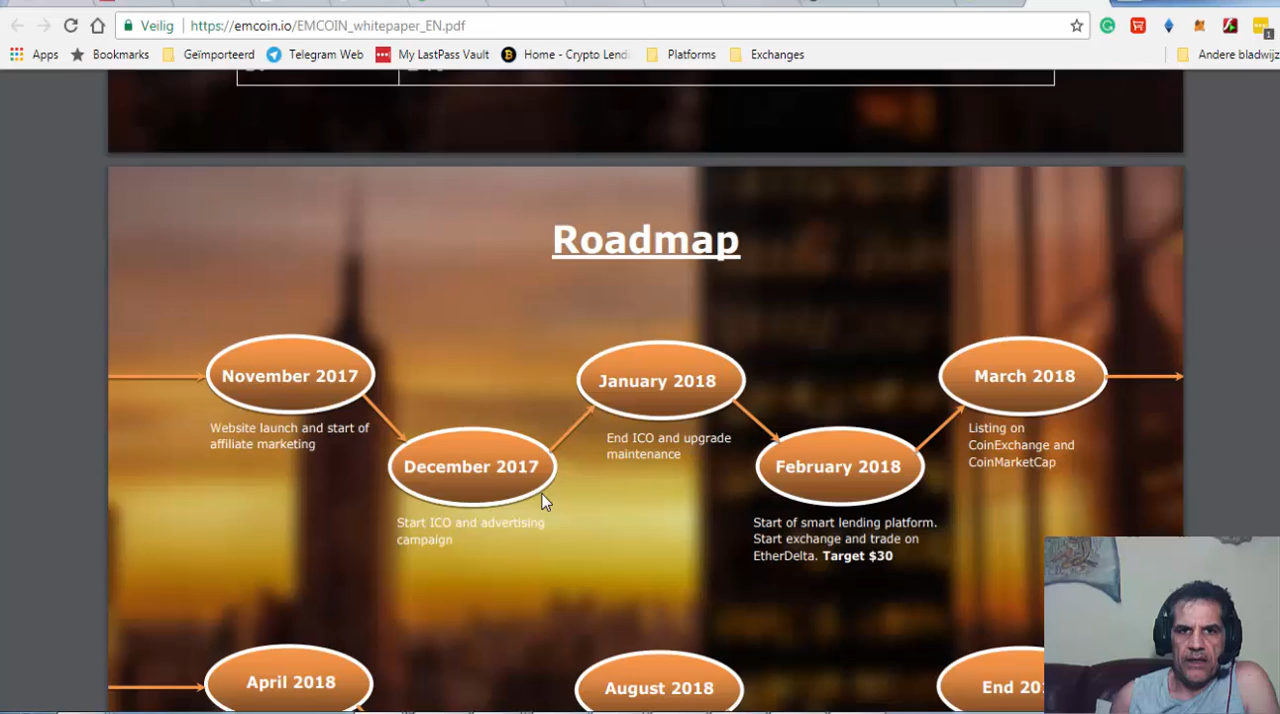 Veilig
https://emcoin.io/EMCOIN_whitepaper_EN.pdf
Apps
Bookmarks
Geïmporteerd
Telegram Web
My LastPass Vault
Home - Crypto Lend
Platforms
Exchanges
Andere bladwijz
1
Roadmap
November 2017
Website launch and start of
affiliate marketing
December 2017
Start ICO and advertising
campaign
January 2018
End ICO and upgrade
maintenance
February 2018
Start of smart lending platform.
Start exchange and trade on
EtherDelta. Target $30
March 2018
Listing on
CoinExchange and
CoinMarketCap
April 2018
August 2018
End 20